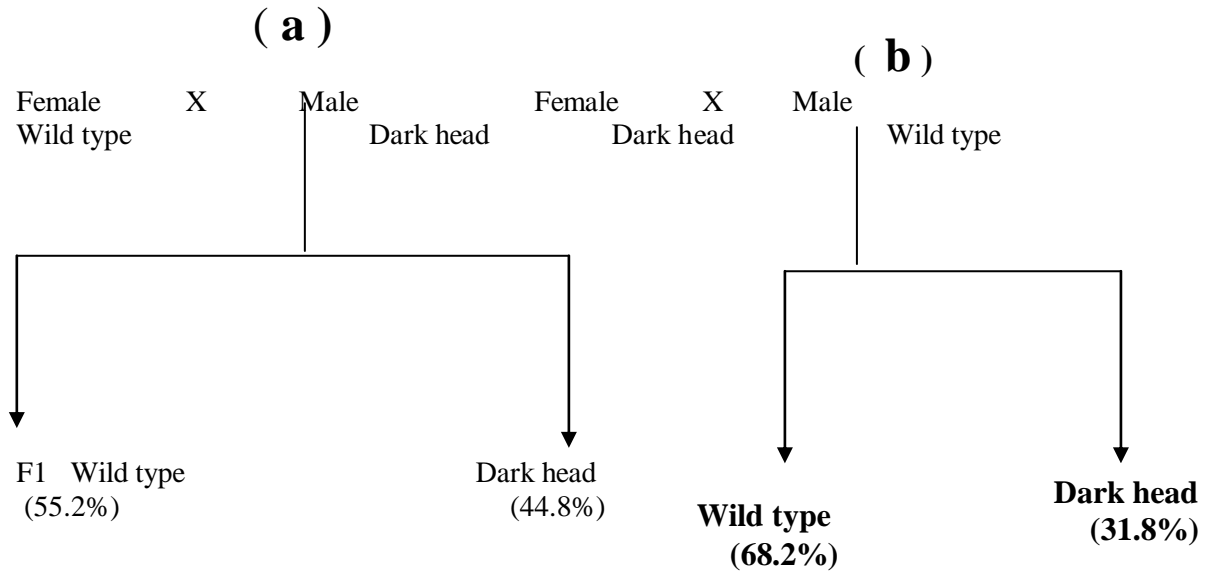 ( a )
( b )
Female X Male Female X Male
Wild type Dark head Dark head Wild type
F1 Wild type Dark head
(55.2%) (44.8%)
Wild type Dark head
(68.2%) (31.8%)